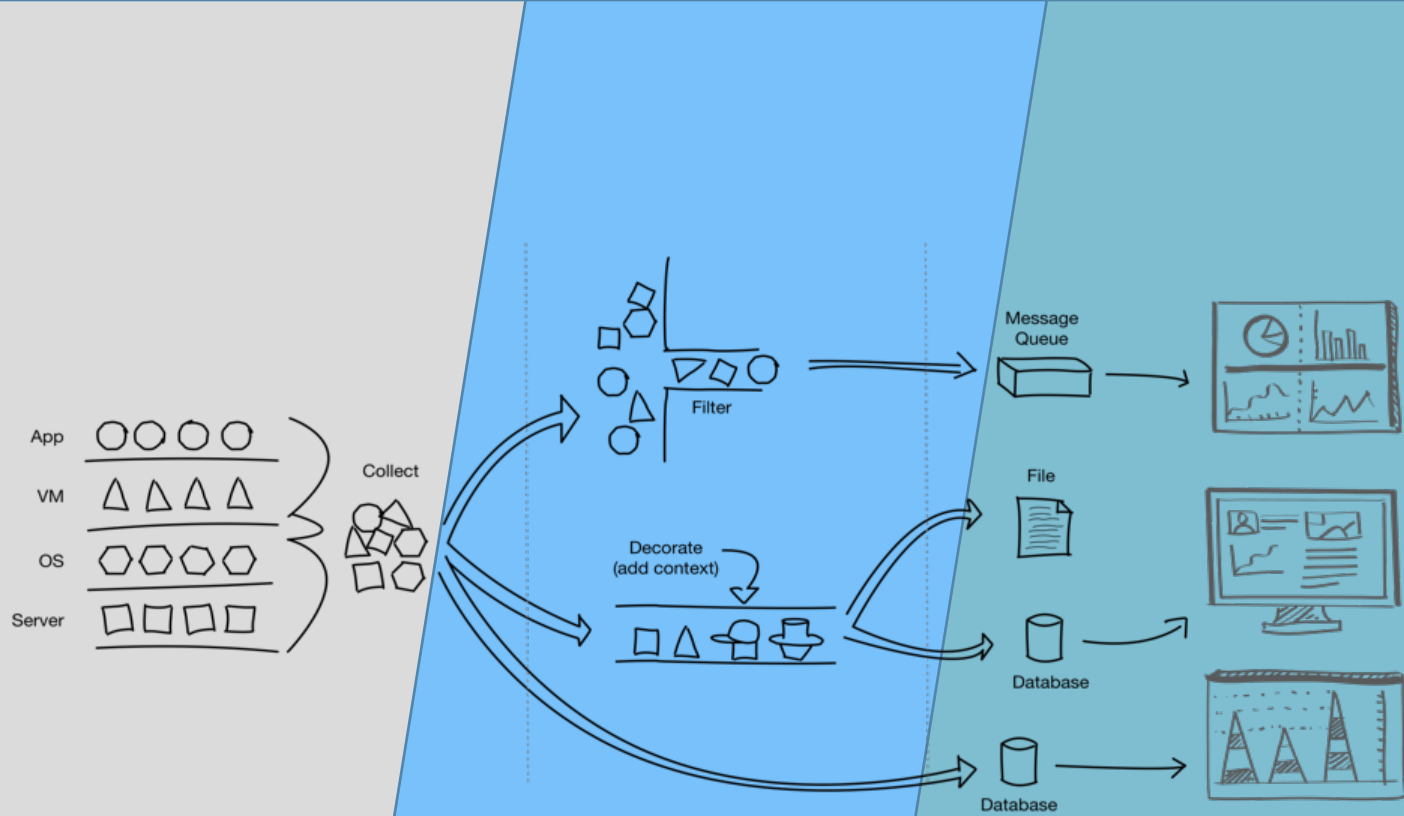 App
VM
OS
Server
Collect
Filter
Decorate
(add context)
Message
Queue
File
Database
Database